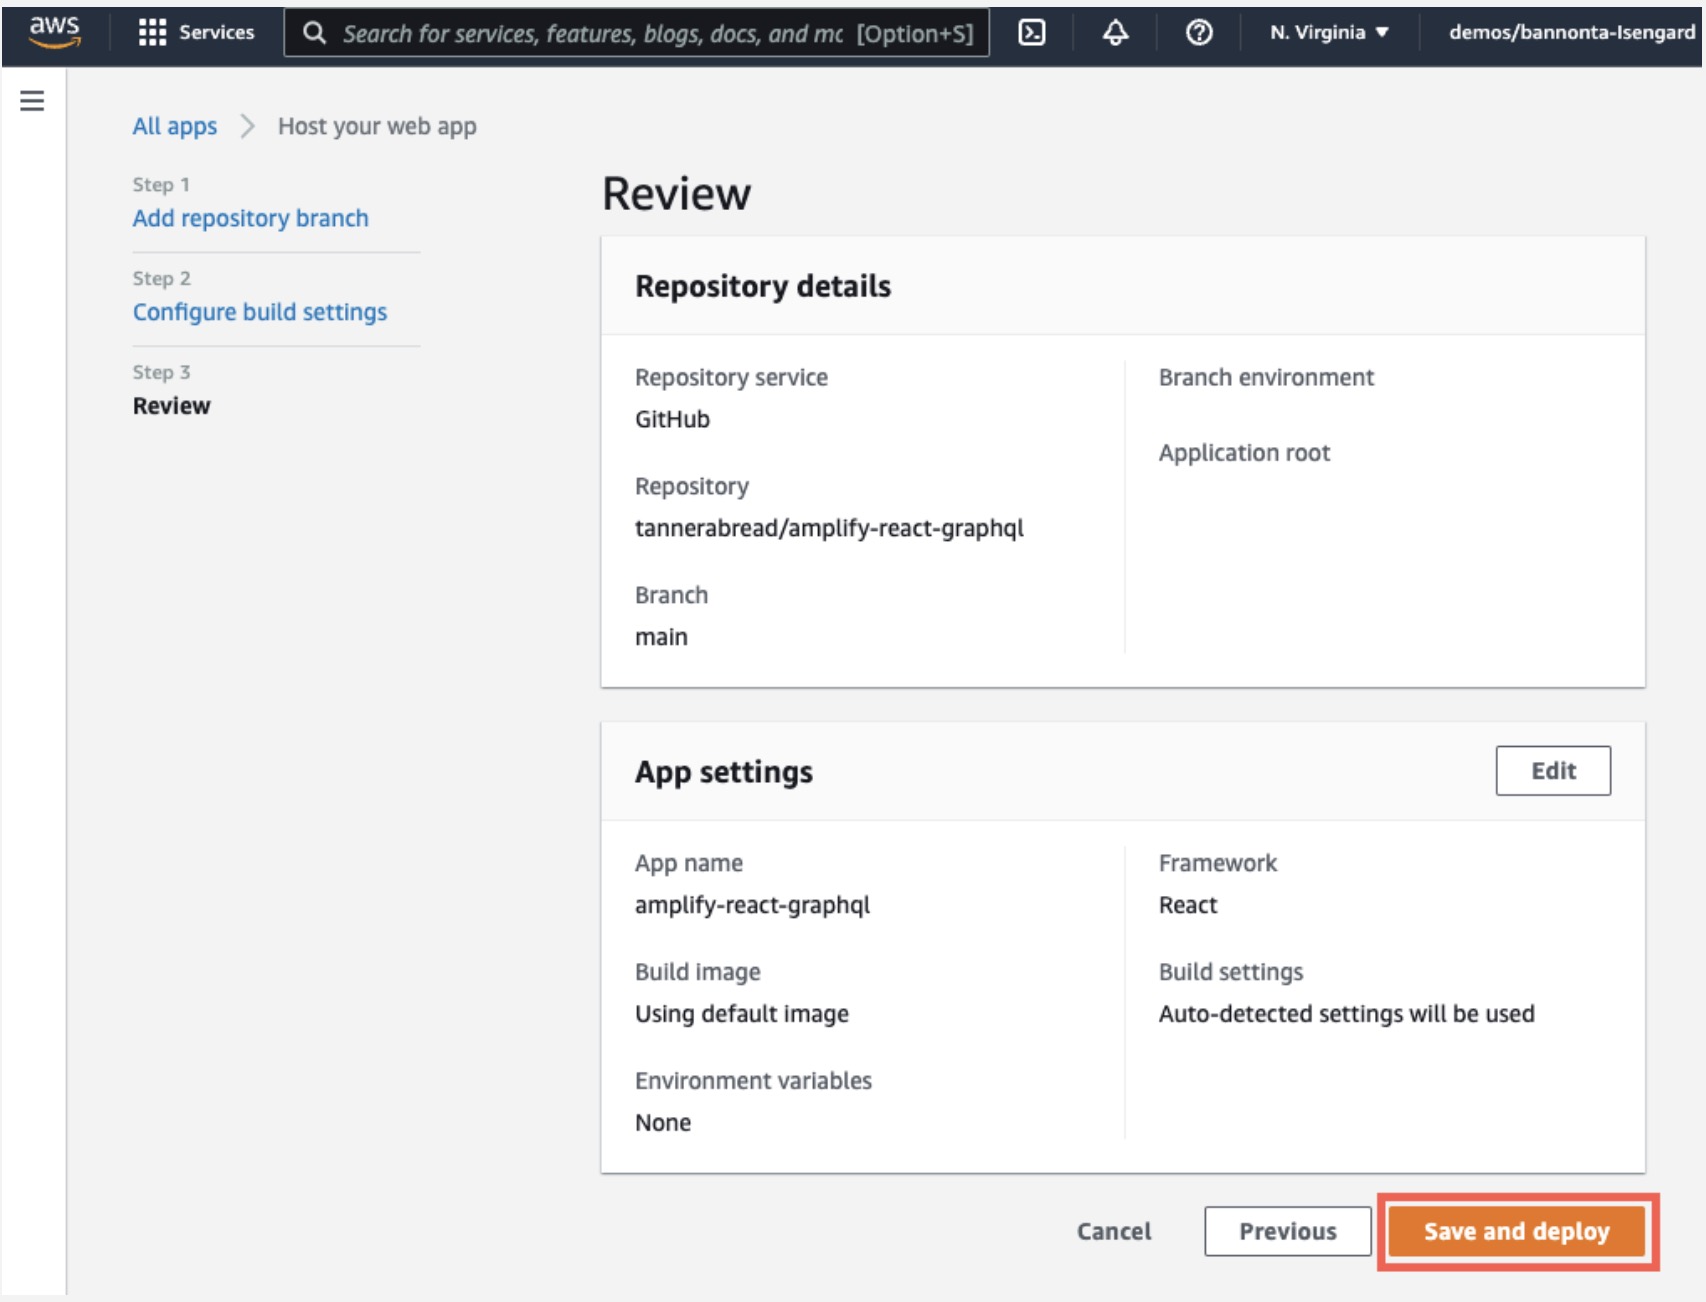 aws
Services
Search for services, features, blogs, docs, and mo [Option+S]
N. Virginia
demos/bannonta-Isengard
All apps
Host your web app
Step 1
Add repository branch
Step 2
Configure build settings
Step 3
Review
Review
Repository details
Repository service
GitHub
Repository
tannerabread/amplify-react-graphql
Branch
main
Branch environment
Application root
App settings
Edit
App name
amplify-react-graphql
Build image
Using default image
Environment variables
None
Framework
React
Build settings
Auto-detected settings will be used
Cancel
Previous
Save and deploy